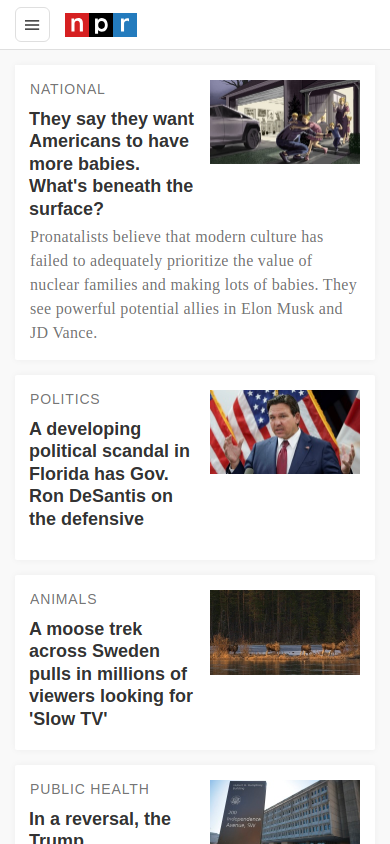 npr
NATIONAL
They say they want
Americans to have
more babies.
What's beneath the
surface?
Pronatalists believe that modern culture has
failed to adequately prioritize the value of
nuclear families and making lots of babies. They
see powerful potential allies in Elon Musk and
JD Vance.
POLITICS
A developing
political scandal in
Florida has Gov.
Ron DeSantis on
the defensive
ANIMALS
A moose trek
across Sweden
pulls in millions of
viewers looking for
'Slow TV'
PUBLIC HEALTH
In a reversal, the
Trump
Independence
Avenue, SW